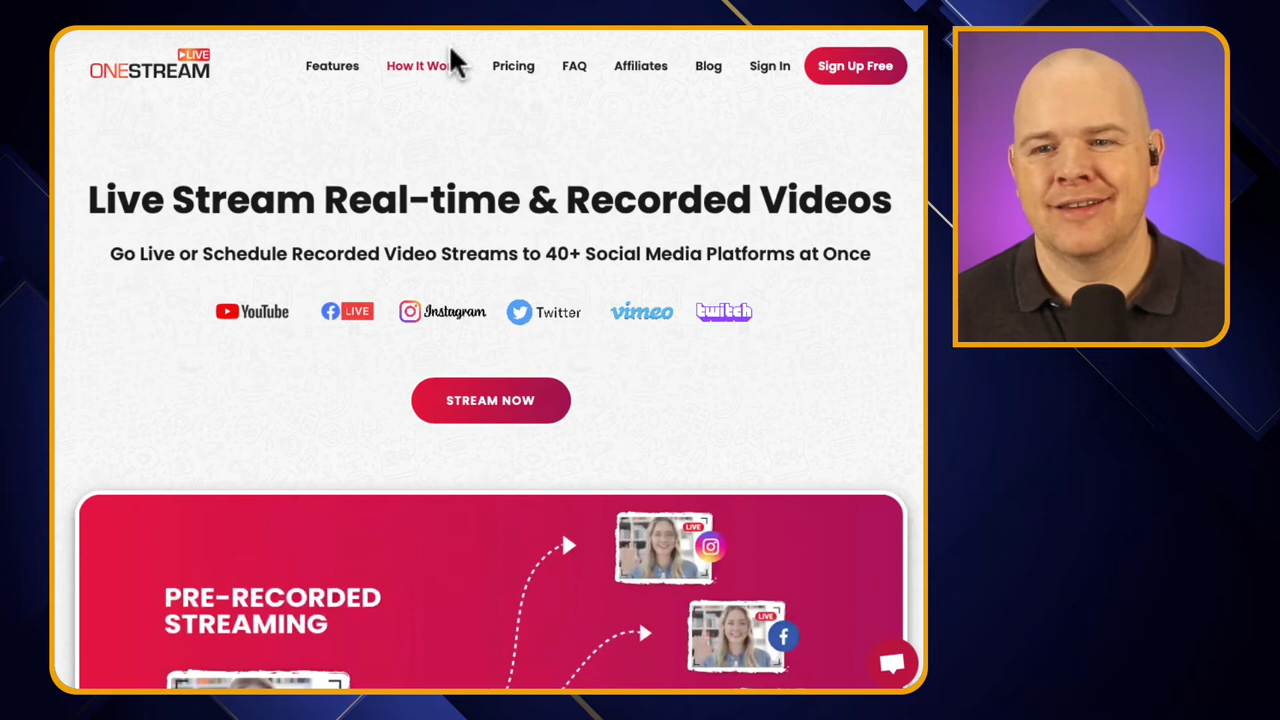 LIVE
ONESTREAM
Features
How It Wor
Pricing
FAQ
Affiliates
Blog
Sign In
Sign Up Free
Live Stream Real-time & Recorded Videos
Go Live or Schedule Recorded Video Streams to 40+ Social Media Platforms at Once
YouTube
LIVE
Instagram
Twitter
vimeo
twitch
STREAM NOW
LIVE
LIVE
PRE-RECORDED
STREAMING